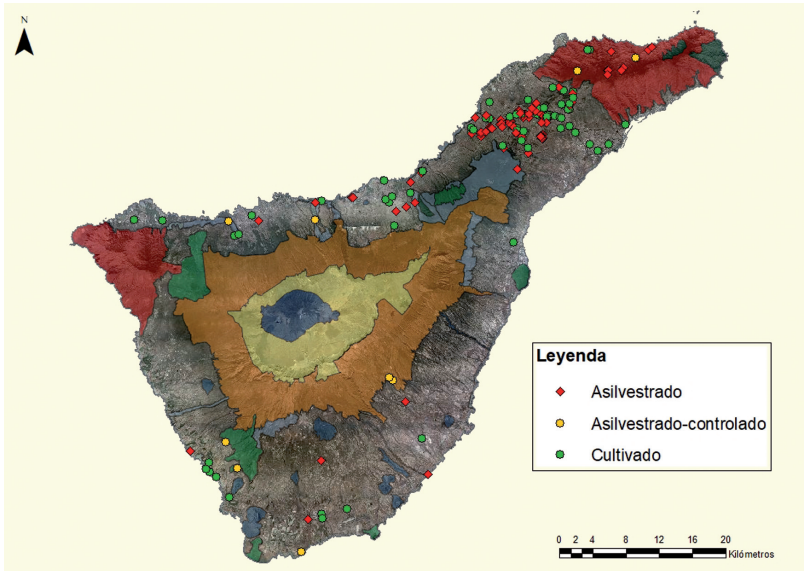 N
Leyenda
Asilvestrado
Asilvestrado-controlado
Cultivado
0 2 4 8 12 16 20
Kilómetros